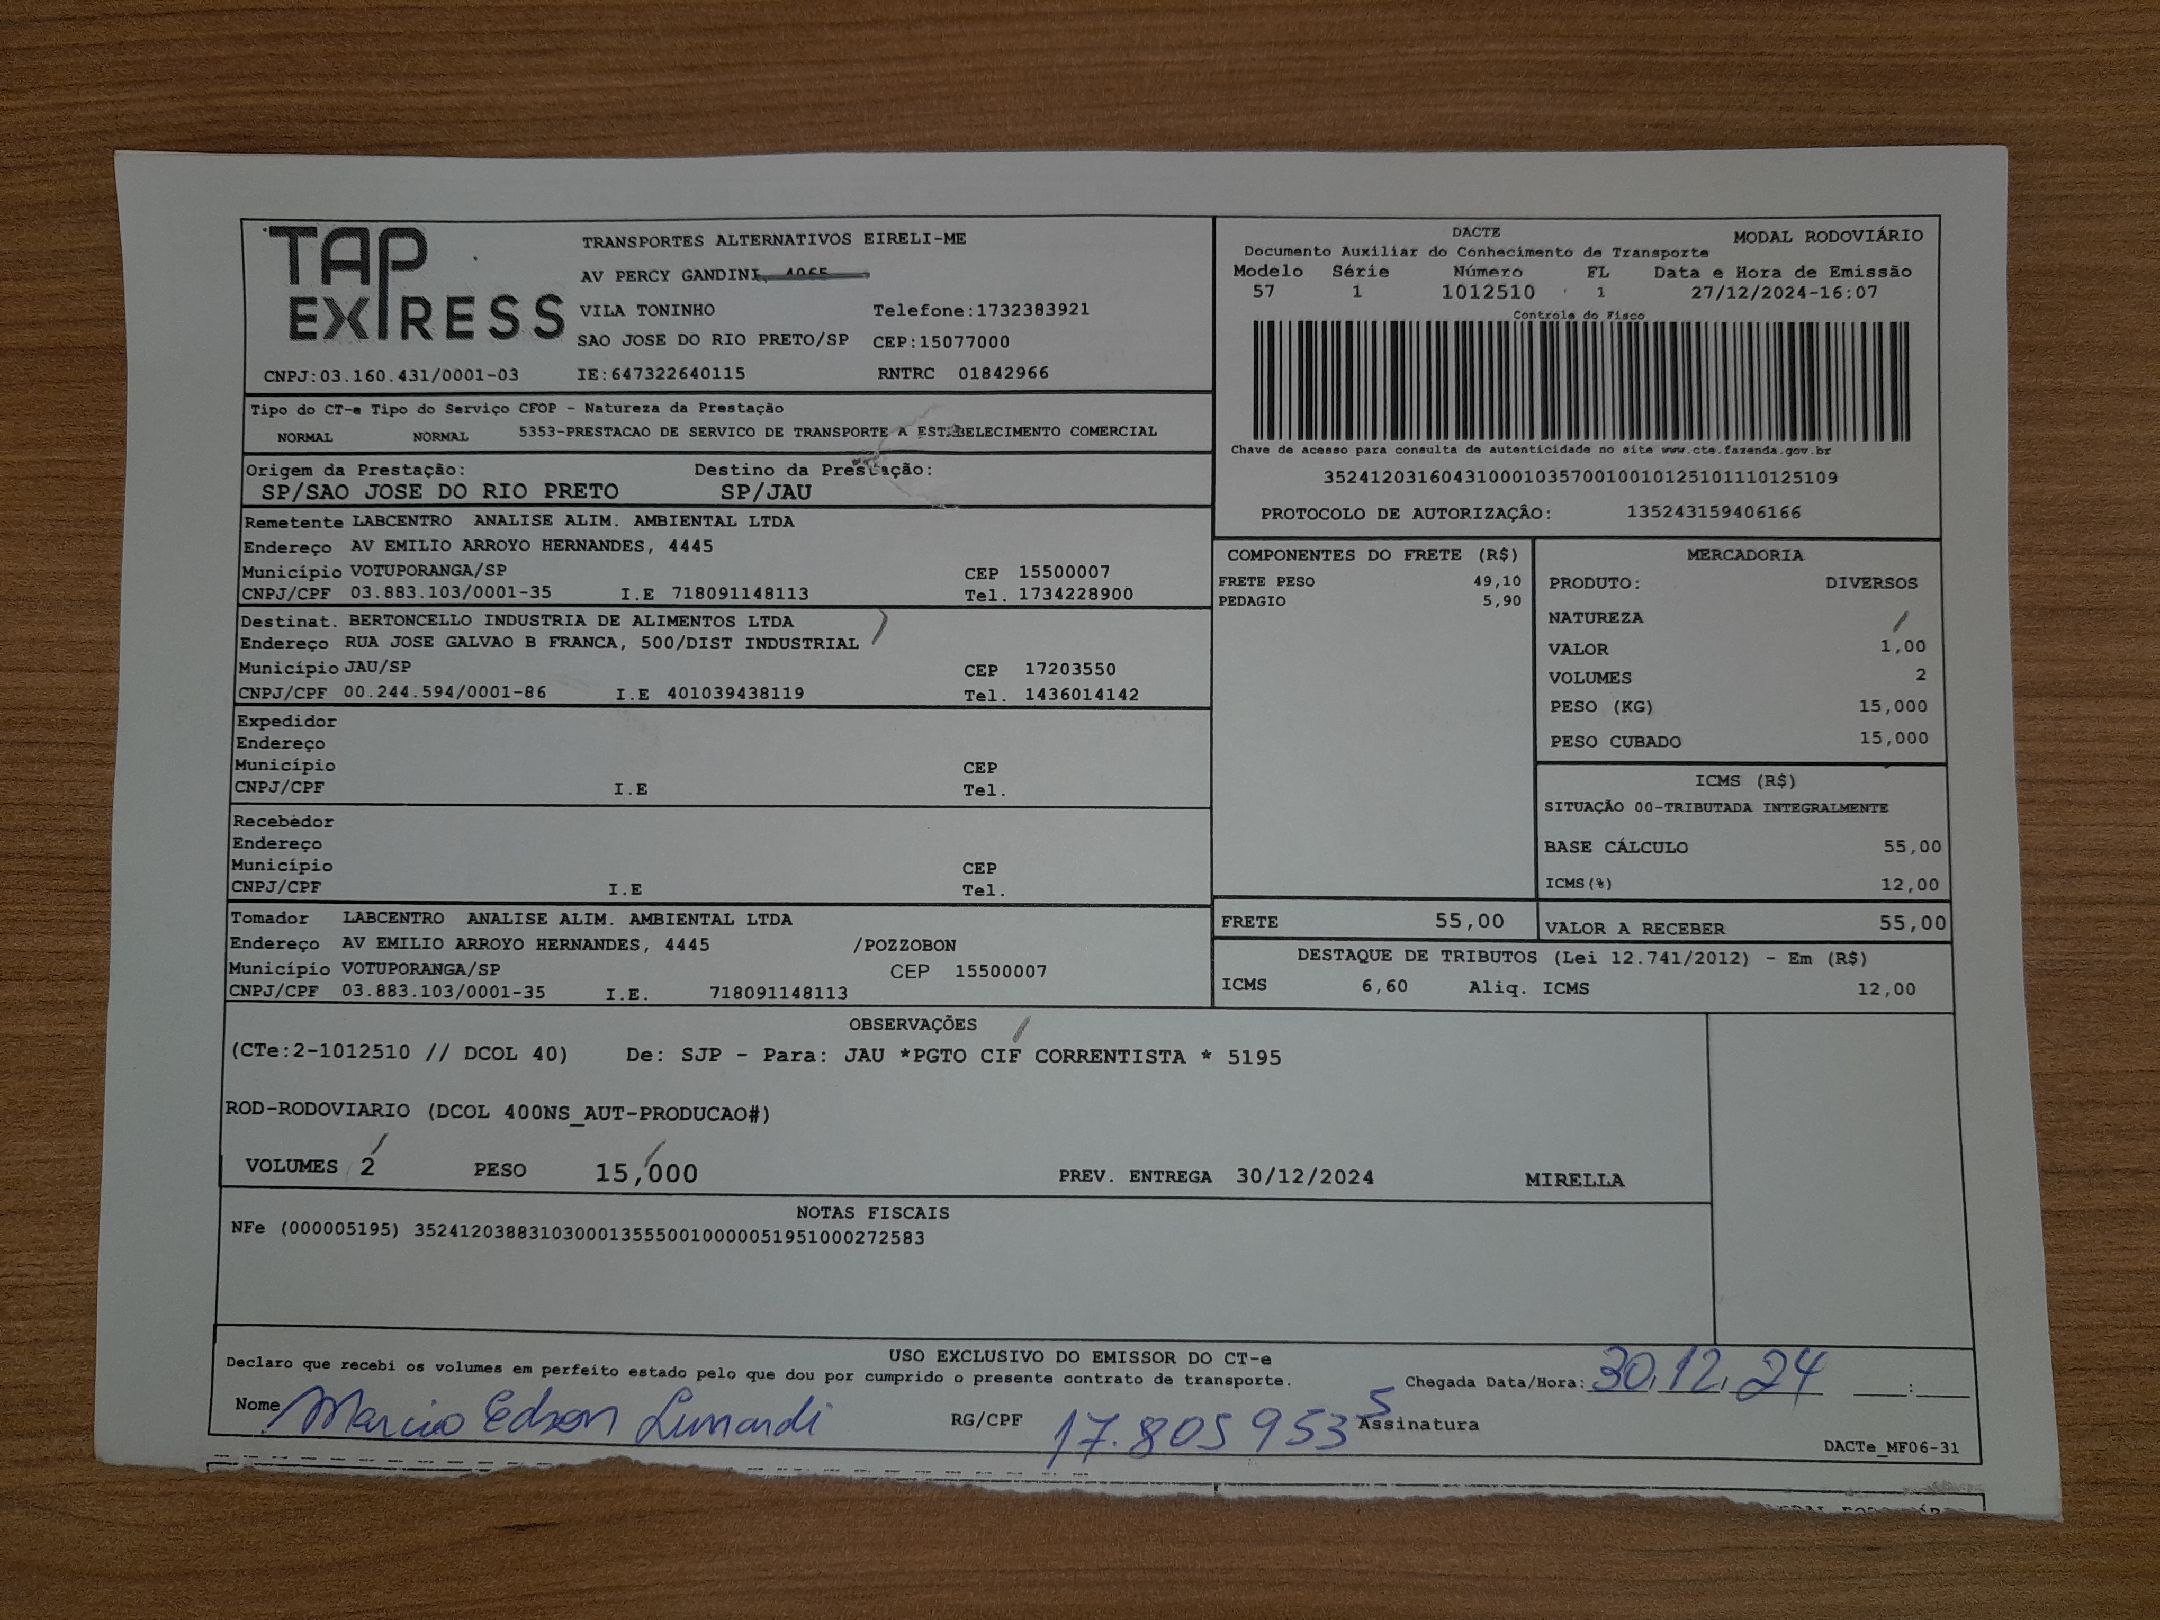 TAP EXPRESS
TRANSPORTES ALTERNATIVOS EIRELI-ME
AV PERCY GANDINI, 4065
VILA TONINHO Telefone:1732383921
SAO JOSE DO RIO PRETO/SP CEP:15077000
CNPJ:03.160.431/0001-03 IE:647322640115 RNTRC 01842966
DACTE MODAL RODOVIÁRIO
Documento Auxiliar do Conhecimento de Transporte
Modelo Série Número FL Data e Hora de Emissão
57 1 1012510 1 27/12/2024-16:07
Controle do Fisco
Chave de acesso para consulta de autenticidade no site www.cte.fazenda.gov.br
35241203160431000103570010010125101110125109
PROTOCOLO DE AUTORIZAÇÂO: 135243159406166
Tipo do CT-e Tipo do Serviço CFOP - Natureza da Prestação
NORMAL NORMAL 5353-PRESTACAO DE SERVICO DE TRANSPORTE A ESTABELECIMENTO COMERCIAL
Origem da Prestação: Destino da Prestação:
SP/SAO JOSE DO RIO PRETO SP/JAU
Remetente LABCENTRO ANALISE ALIM. AMBIENTAL LTDA
Endereço AV EMILIO ARROYO HERNANDES, 4445
Município VOTUPORANGA/SP CEP 15500007
CNPJ/CPF 03.883.103/0001-35 I.E 718091148113 Tel. 1734228900
Destinat. BERTONCELLO INDUSTRIA DE ALIMENTOS LTDA
Endereço RUA JOSE GALVAO B FRANCA, 500/DIST INDUSTRIAL
Município JAU/SP CEP 17203550
CNPJ/CPF 00.244.594/0001-86 I.E 401039438119 Tel. 1436014142
Expedidor
Endereço
Município CEP
CNPJ/CPF I.E Tel.
Recebedor
Endereço
Município CEP
CNPJ/CPF I.E Tel.
Tomador LABCENTRO ANALISE ALIM. AMBIENTAL LTDA
Endereço AV EMILIO ARROYO HERNANDES, 4445 /POZZOBON
Município VOTUPORANGA/SP CEP 15500007
CNPJ/CPF 03.883.103/0001-35 I.E. 718091148113
COMPONENTES DO FRETE (R$)
FRETE PESO 49,10
PEDAGIO 5,90
FRETE 55,00
MERCADORIA
PRODUTO: DIVERSOS
NATUREZA
VALOR 1,00
VOLUMES 2
PESO (KG) 15,000
PESO CUBADO 15,000
ICMS (R$)
SITUAÇÃO 00-TRIBUTADA INTEGRALMENTE
BASE CÁLCULO 55,00
ICMS(%) 12,00
VALOR A RECEBER 55,00
DESTAQUE DE TRIBUTOS (Lei 12.741/2012) - Em (R$)
ICMS 6,60 Aliq. ICMS 12,00
OBSERVAÇÕES
(CTe:2-1012510 // DCOL 40) De: SJP - Para: JAU *PGTO CIF CORRENTISTA * 5195
ROD-RODOVIARIO (DCOL 400NS_AUT-PRODUCAO#)
VOLUMES 2 PESO 15,000 PREV. ENTREGA 30/12/2024 MIRELLA
NOTAS FISCAIS
NFe (000005195) 35241203883103000135550010000051951000272583
USO EXCLUSIVO DO EMISSOR DO CT-e
Declaro que recebi os volumes em perfeito estado pelo que dou por cumprido o presente contrato de transporte. Chegada Data/Hora: 30,12,24 __:__
Nome Marcio Edson Lunardi RG/CPF 17.805 953 5 Assinatura
DACTe_MF06-31